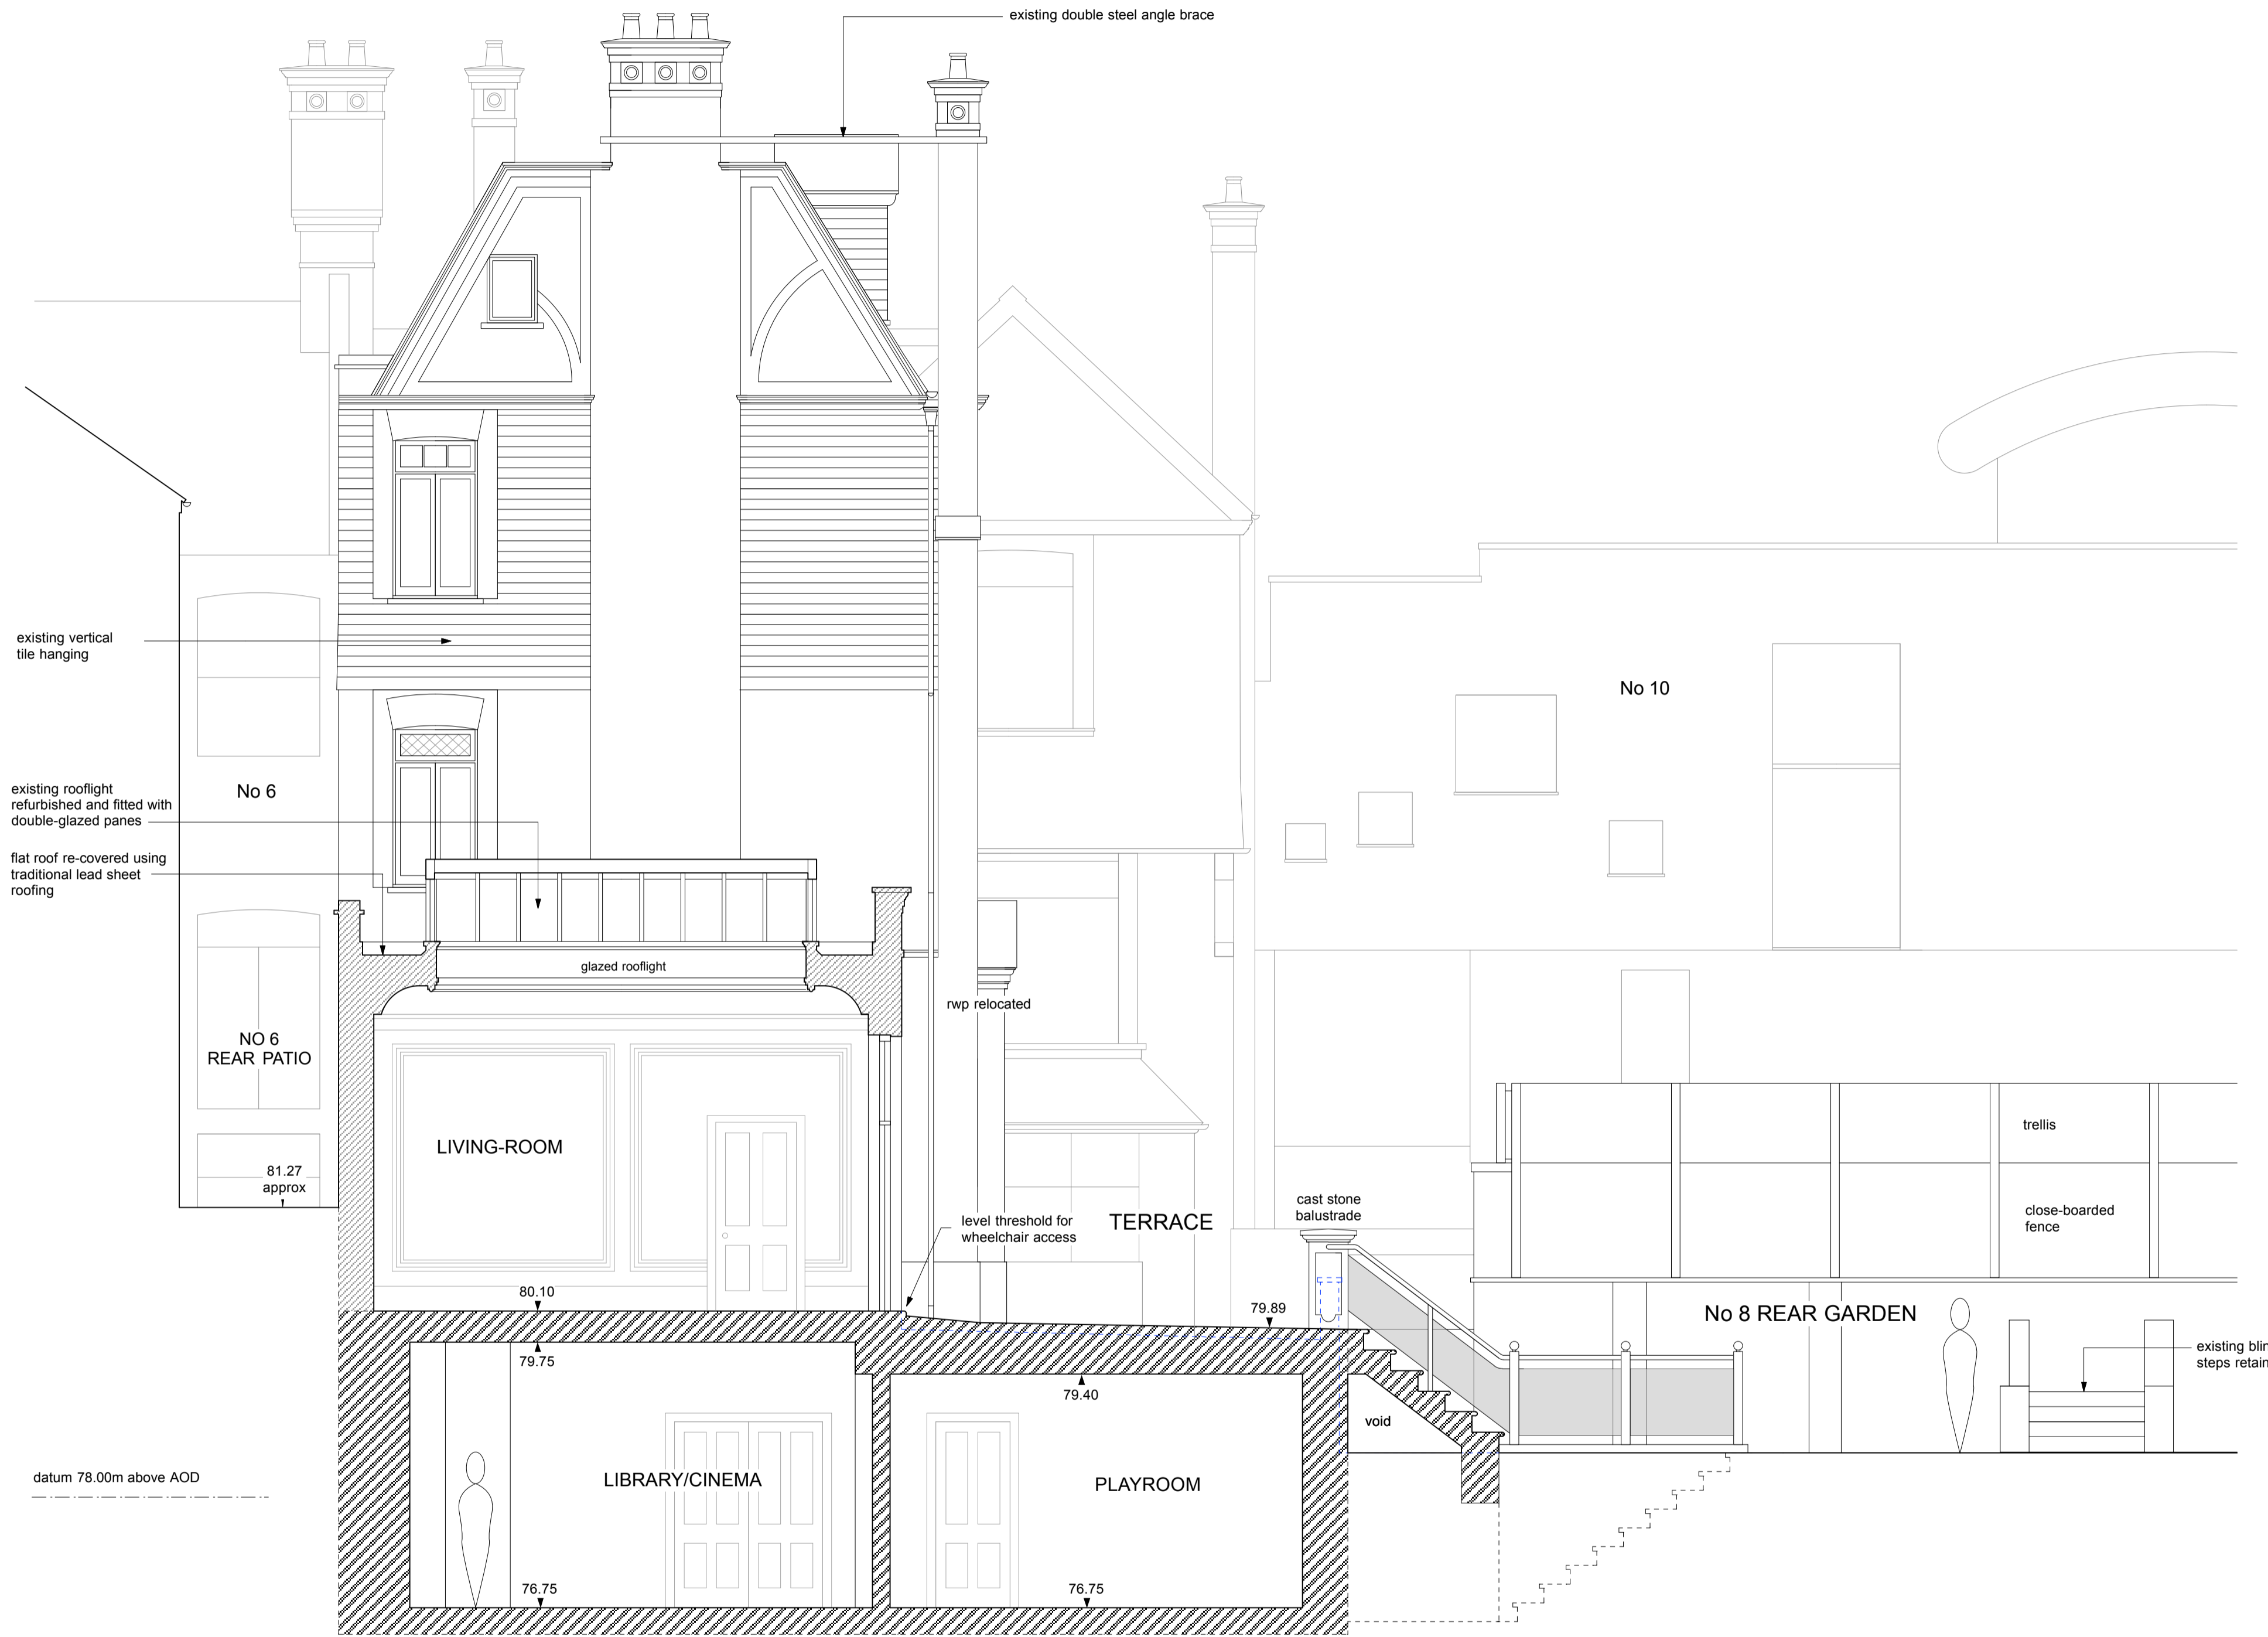 existing double steel angle brace
existing vertical
tile hanging
No 10
existing rooflight
refurbished and fitted with
double-glazed panes
No 6
flat roof re-covered using
traditional lead sheet
roofing
glazed rooflight
rwp relocated
NO 6
REAR PATIO
trellis
LIVING-ROOM
81.27
approx
cast stone
balustrade
close-boarded
fence
level threshold for
wheelchair access
TERRACE
80.10
79.89
No 8 REAR GARDEN
79.75
79.40
existing blin
steps retain
void
datum 78.00m above AOD
LIBRARY/CINEMA
PLAYROOM
76.75
76.75